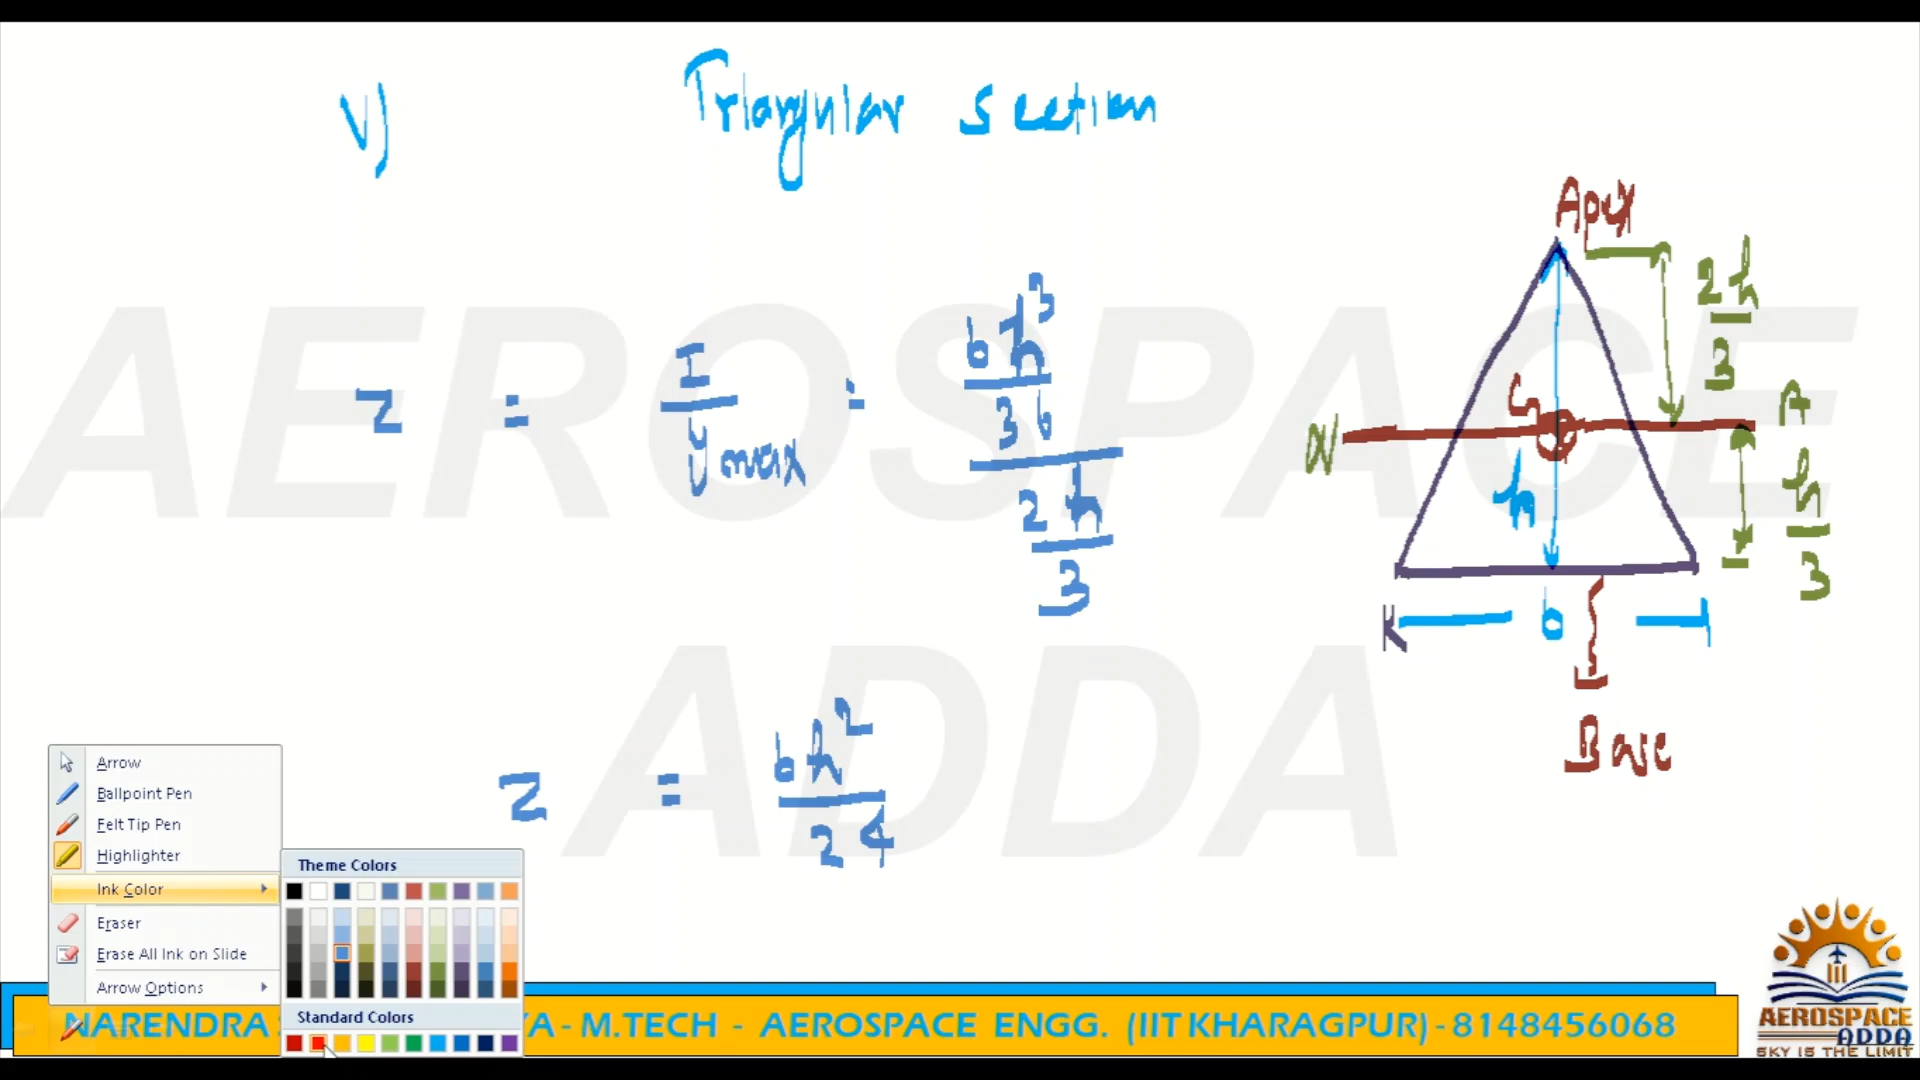 V) Triangular section
Apex
2h/3
Z = I/y max = bh³/36 / 2h/3
G
N A
h
h/3
K b
Base
Z = bh²/24
AEROSPACE
ADDA
Arrow
Ballpoint Pen
Felt Tip Pen
Highlighter
Ink Color
Eraser
Erase All Ink on Slide
Arrow Options
Theme Colors
Standard Colors
NARENDRA S YA - M.TECH - AEROSPACE ENGG. (IIT KHARAGPUR) - 8148456068
AEROSPACE
ADDA
SKY IS THE LIMIT